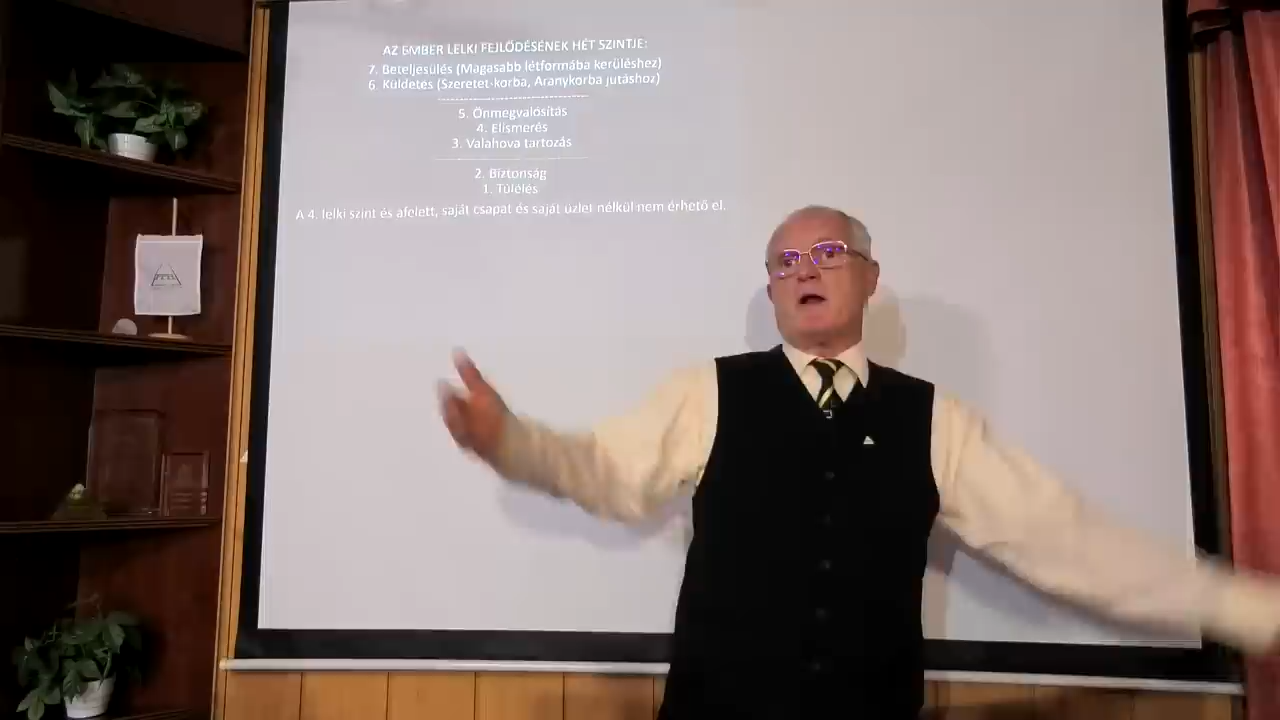 AZ EMBER LELKI FEJLŐDÉSÉNEK HÉT SZINTJE:
7. Beteljesülés (Magasabb létformába kerüléshez)
6. Küldetés (Szeretet-korba, Aranykorba jutáshoz)
5. Önmegvalósítás
4. Elismerés
3. Valahova tartozás
2. Biztonság
1. Túlélés
A 4. lelki szint és afelett, saját csapat és saját üzlet nélkül nem érhető el.